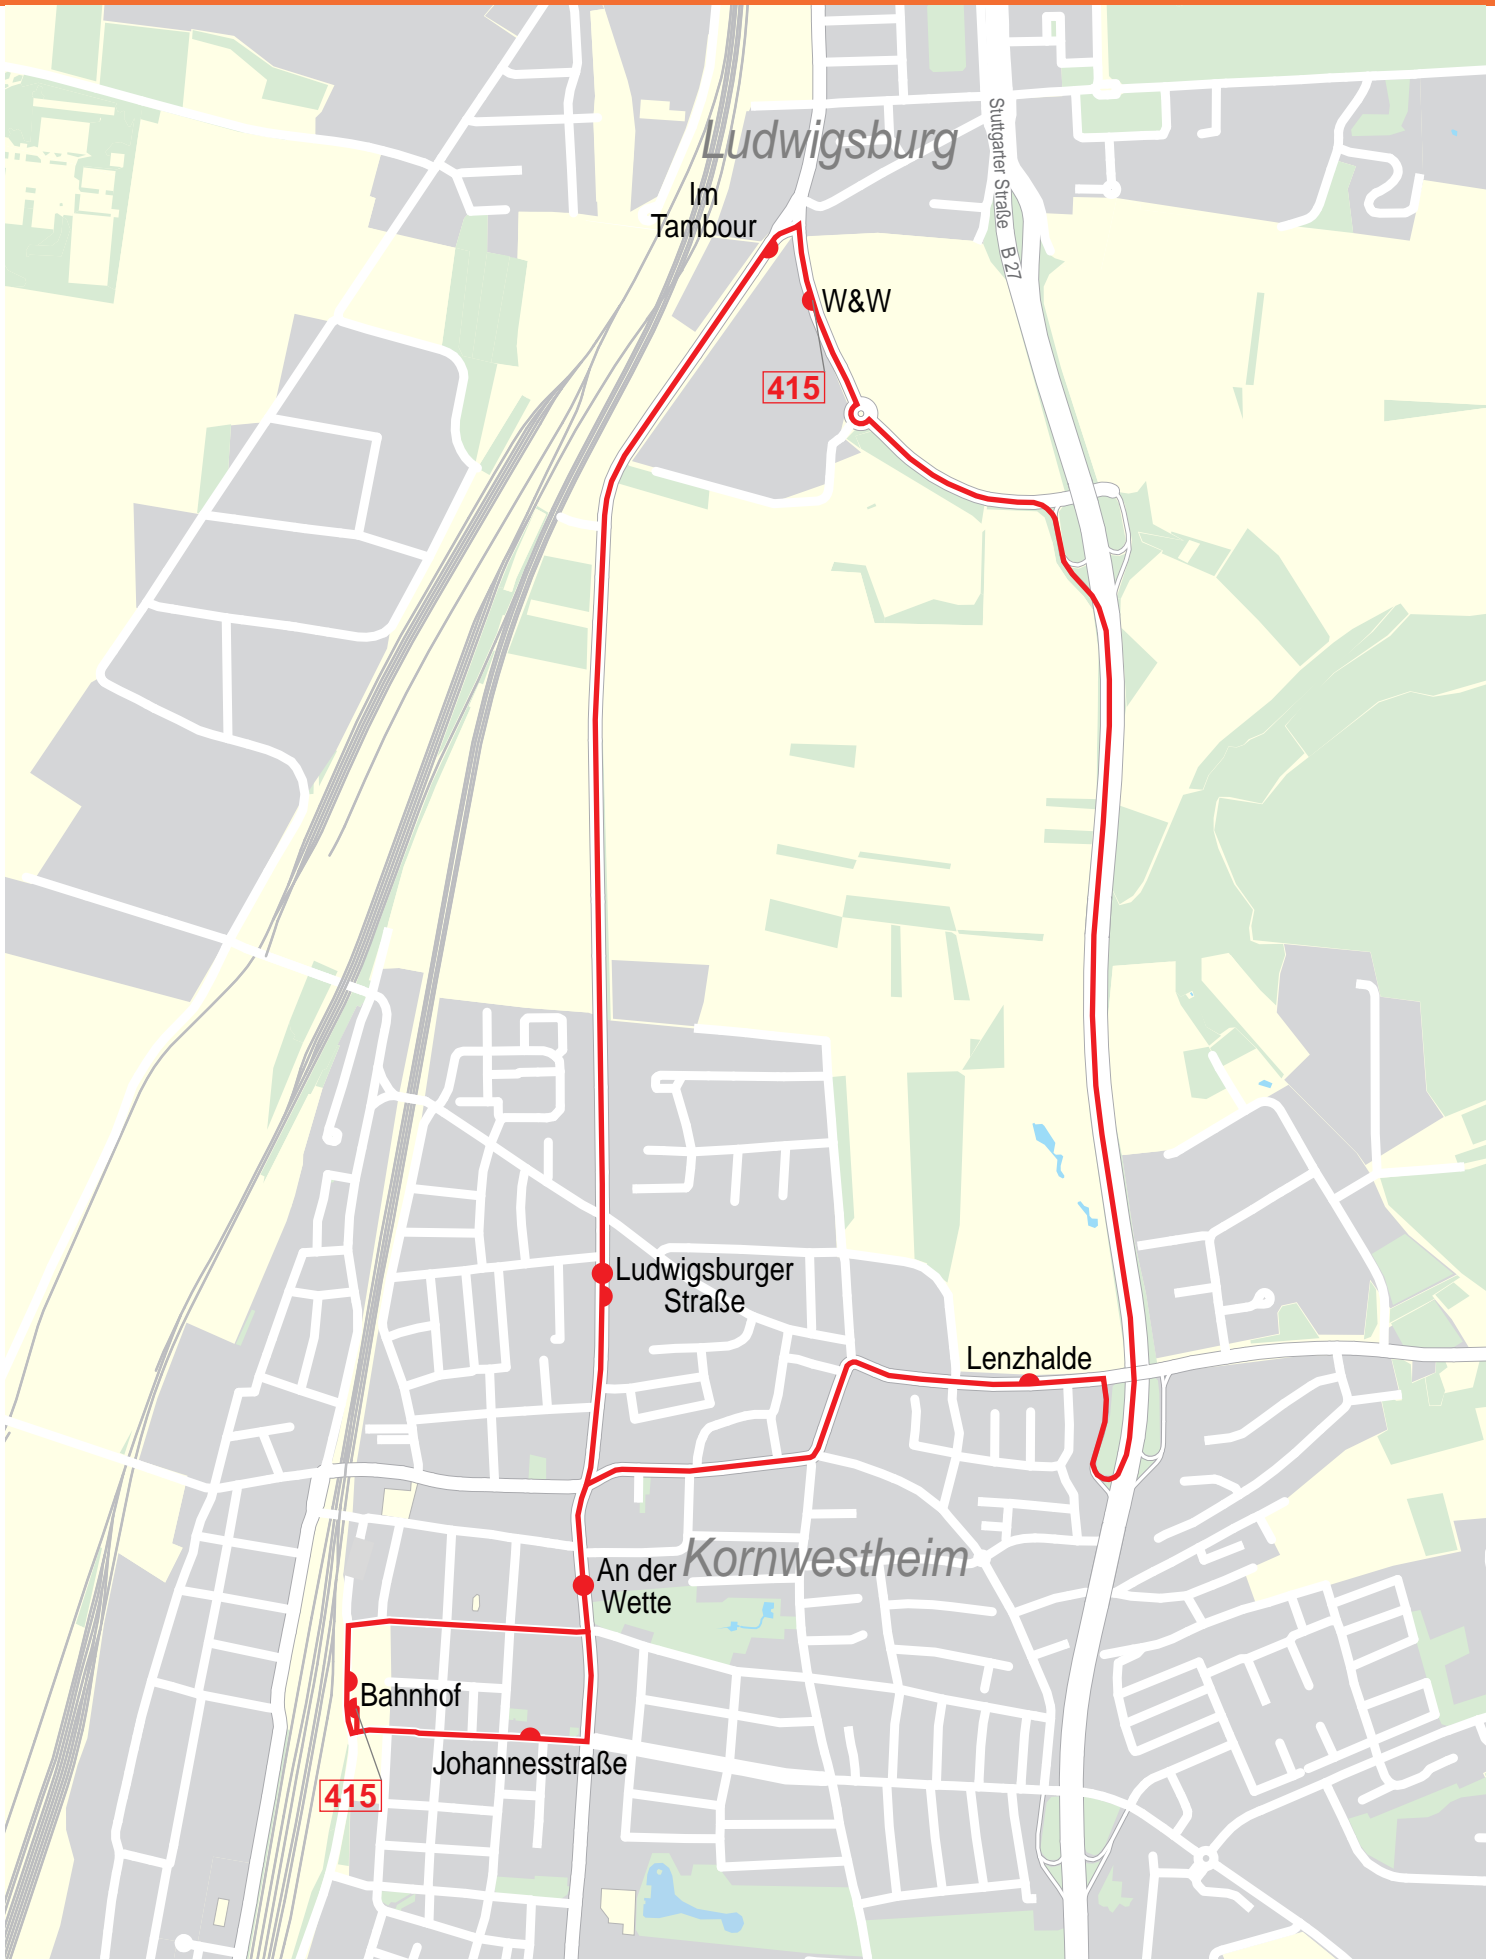 Ludwigsburg
Stuttgarter Straße
B 27
Im
Tambour
W&W
415
Ludwigsburger
Straße
Lenzhalde
Kornwestheim
An der
Wette
Bahnhof
Johannesstraße
415